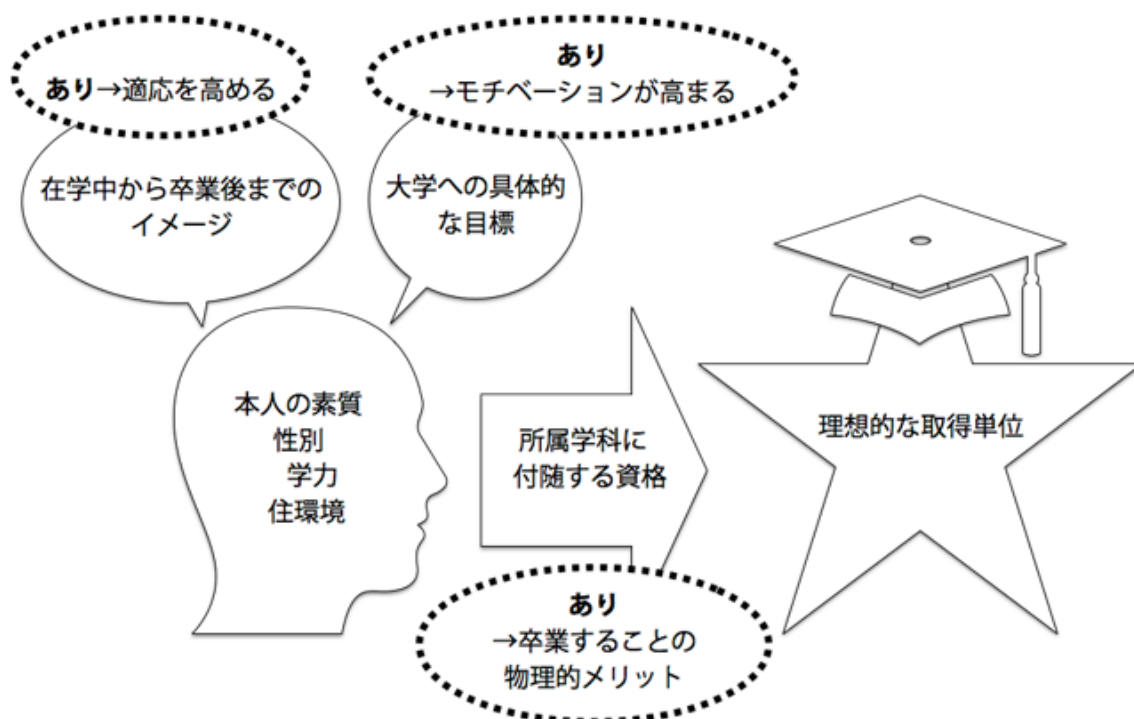 あり→適応を高める
在学中から卒業後までの
イメージ
あり
→モチベーションが高まる
大学への具体的
な目標
本人の素質
性別
学力
住環境
所属学科に
付随する資格
あり
→卒業することの
物理的メリット
理想的な取得単位